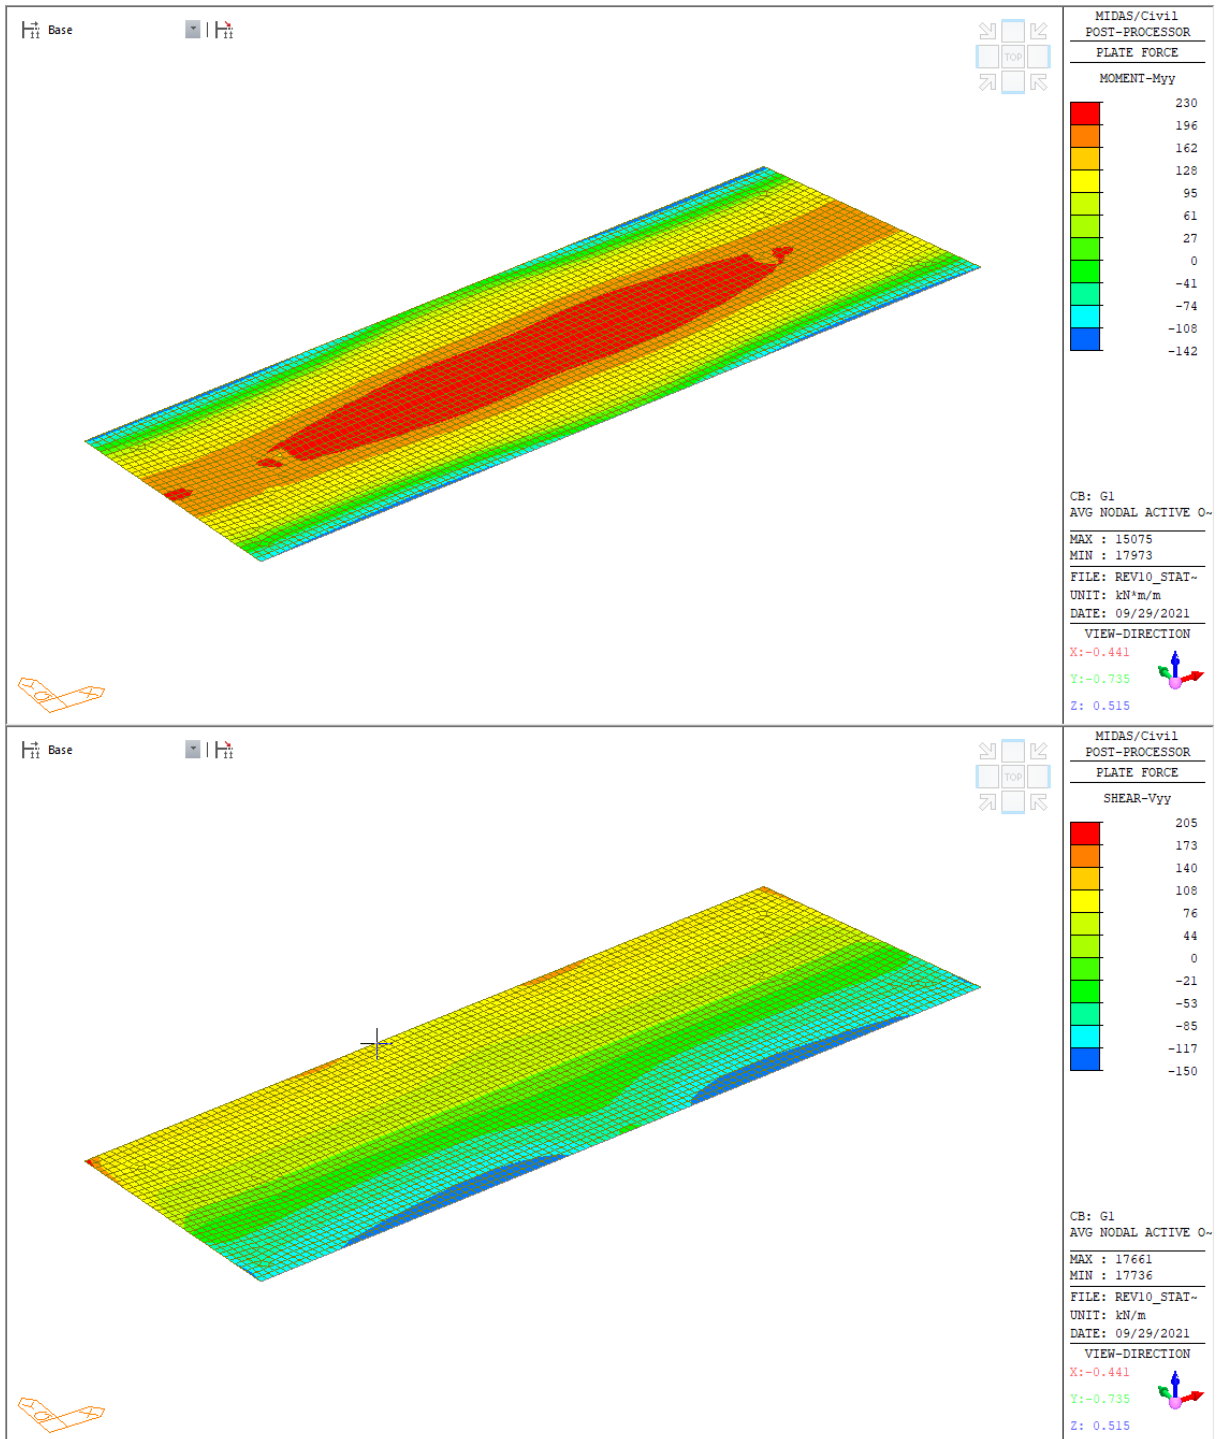 Base
TOP
MIDAS/Civil
POST-PROCESSOR
PLATE FORCE
MOMENT-Myy
230
196
162
128
95
61
27
0
-41
-74
-108
-142
CB: G1
AVG NODAL ACTIVE O~
MAX : 15075
MIN : 17973
FILE: REV10_STAT~
UNIT: kN*m/m
DATE: 09/29/2021
VIEW-DIRECTION
X:-0.441
Y:-0.735
Z: 0.515
Base
TOP
MIDAS/Civil
POST-PROCESSOR
PLATE FORCE
SHEAR-Vyy
205
173
140
108
76
44
0
-21
-53
-85
-117
-150
CB: G1
AVG NODAL ACTIVE O~
MAX : 17661
MIN : 17736
FILE: REV10_STAT~
UNIT: kN/m
DATE: 09/29/2021
VIEW-DIRECTION
X:-0.441
Y:-0.735
Z: 0.515